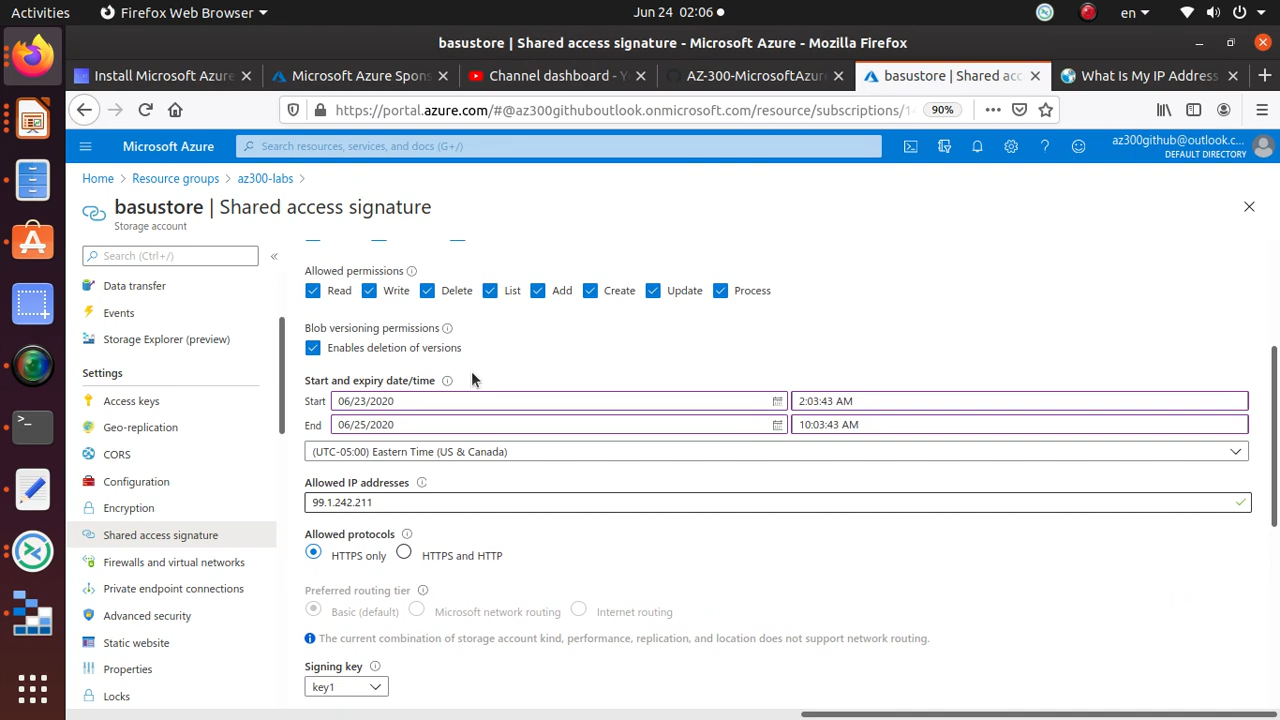 Activities Firefox Web Browser Jun 24 02:06 en
basustore | Shared access signature - Microsoft Azure - Mozilla Firefox
Install Microsoft Azure Microsoft Azure Spons Channel dashboard - Y AZ-300-MicrosoftAzur basustore | Shared acc What Is My IP Address
https://portal.azure.com/#@az300githuboutlook.onmicrosoft.com/resource/subscriptions/1 90%
Microsoft Azure Search resources, services, and docs (G+/) az300github@outlook.c...
DEFAULT DIRECTORY
Home > Resource groups > az300-labs >
basustore | Shared access signature
Storage account
Search (Ctrl+/) «
Data transfer
Events
Storage Explorer (preview)
Settings
Access keys
Geo-replication
CORS
Configuration
Encryption
Shared access signature
Firewalls and virtual networks
Private endpoint connections
Advanced security
Static website
Properties
Locks
Allowed permissions
Read Write Delete List Add Create Update Process
Blob versioning permissions
Enables deletion of versions
Start and expiry date/time
Start 06/23/2020 2:03:43 AM
End 06/25/2020 10:03:43 AM
(UTC-05:00) Eastern Time (US & Canada)
Allowed IP addresses
99.1.242.211
Allowed protocols
HTTPS only HTTPS and HTTP
Preferred routing tier
Basic (default) Microsoft network routing Internet routing
The current combination of storage account kind, performance, replication, and location does not support network routing.
Signing key
key1